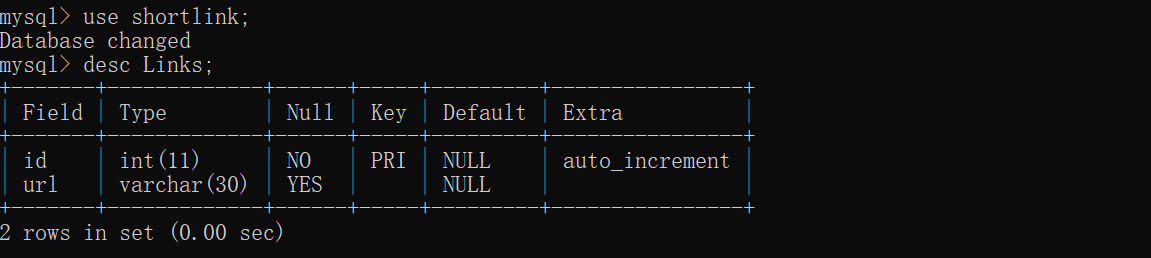 mysql> use shortlink;
Database changed
mysql> desc Links;
+-------+-------------+------+-----+---------+----------------+
| Field | Type        | Null | Key | Default | Extra          |
+-------+-------------+------+-----+---------+----------------+
| id    | int(11)     | NO   | PRI | NULL    | auto_increment |
| url   | varchar(30) | YES  |     | NULL    |                |
+-------+-------------+------+-----+---------+----------------+
2 rows in set (0.00 sec)